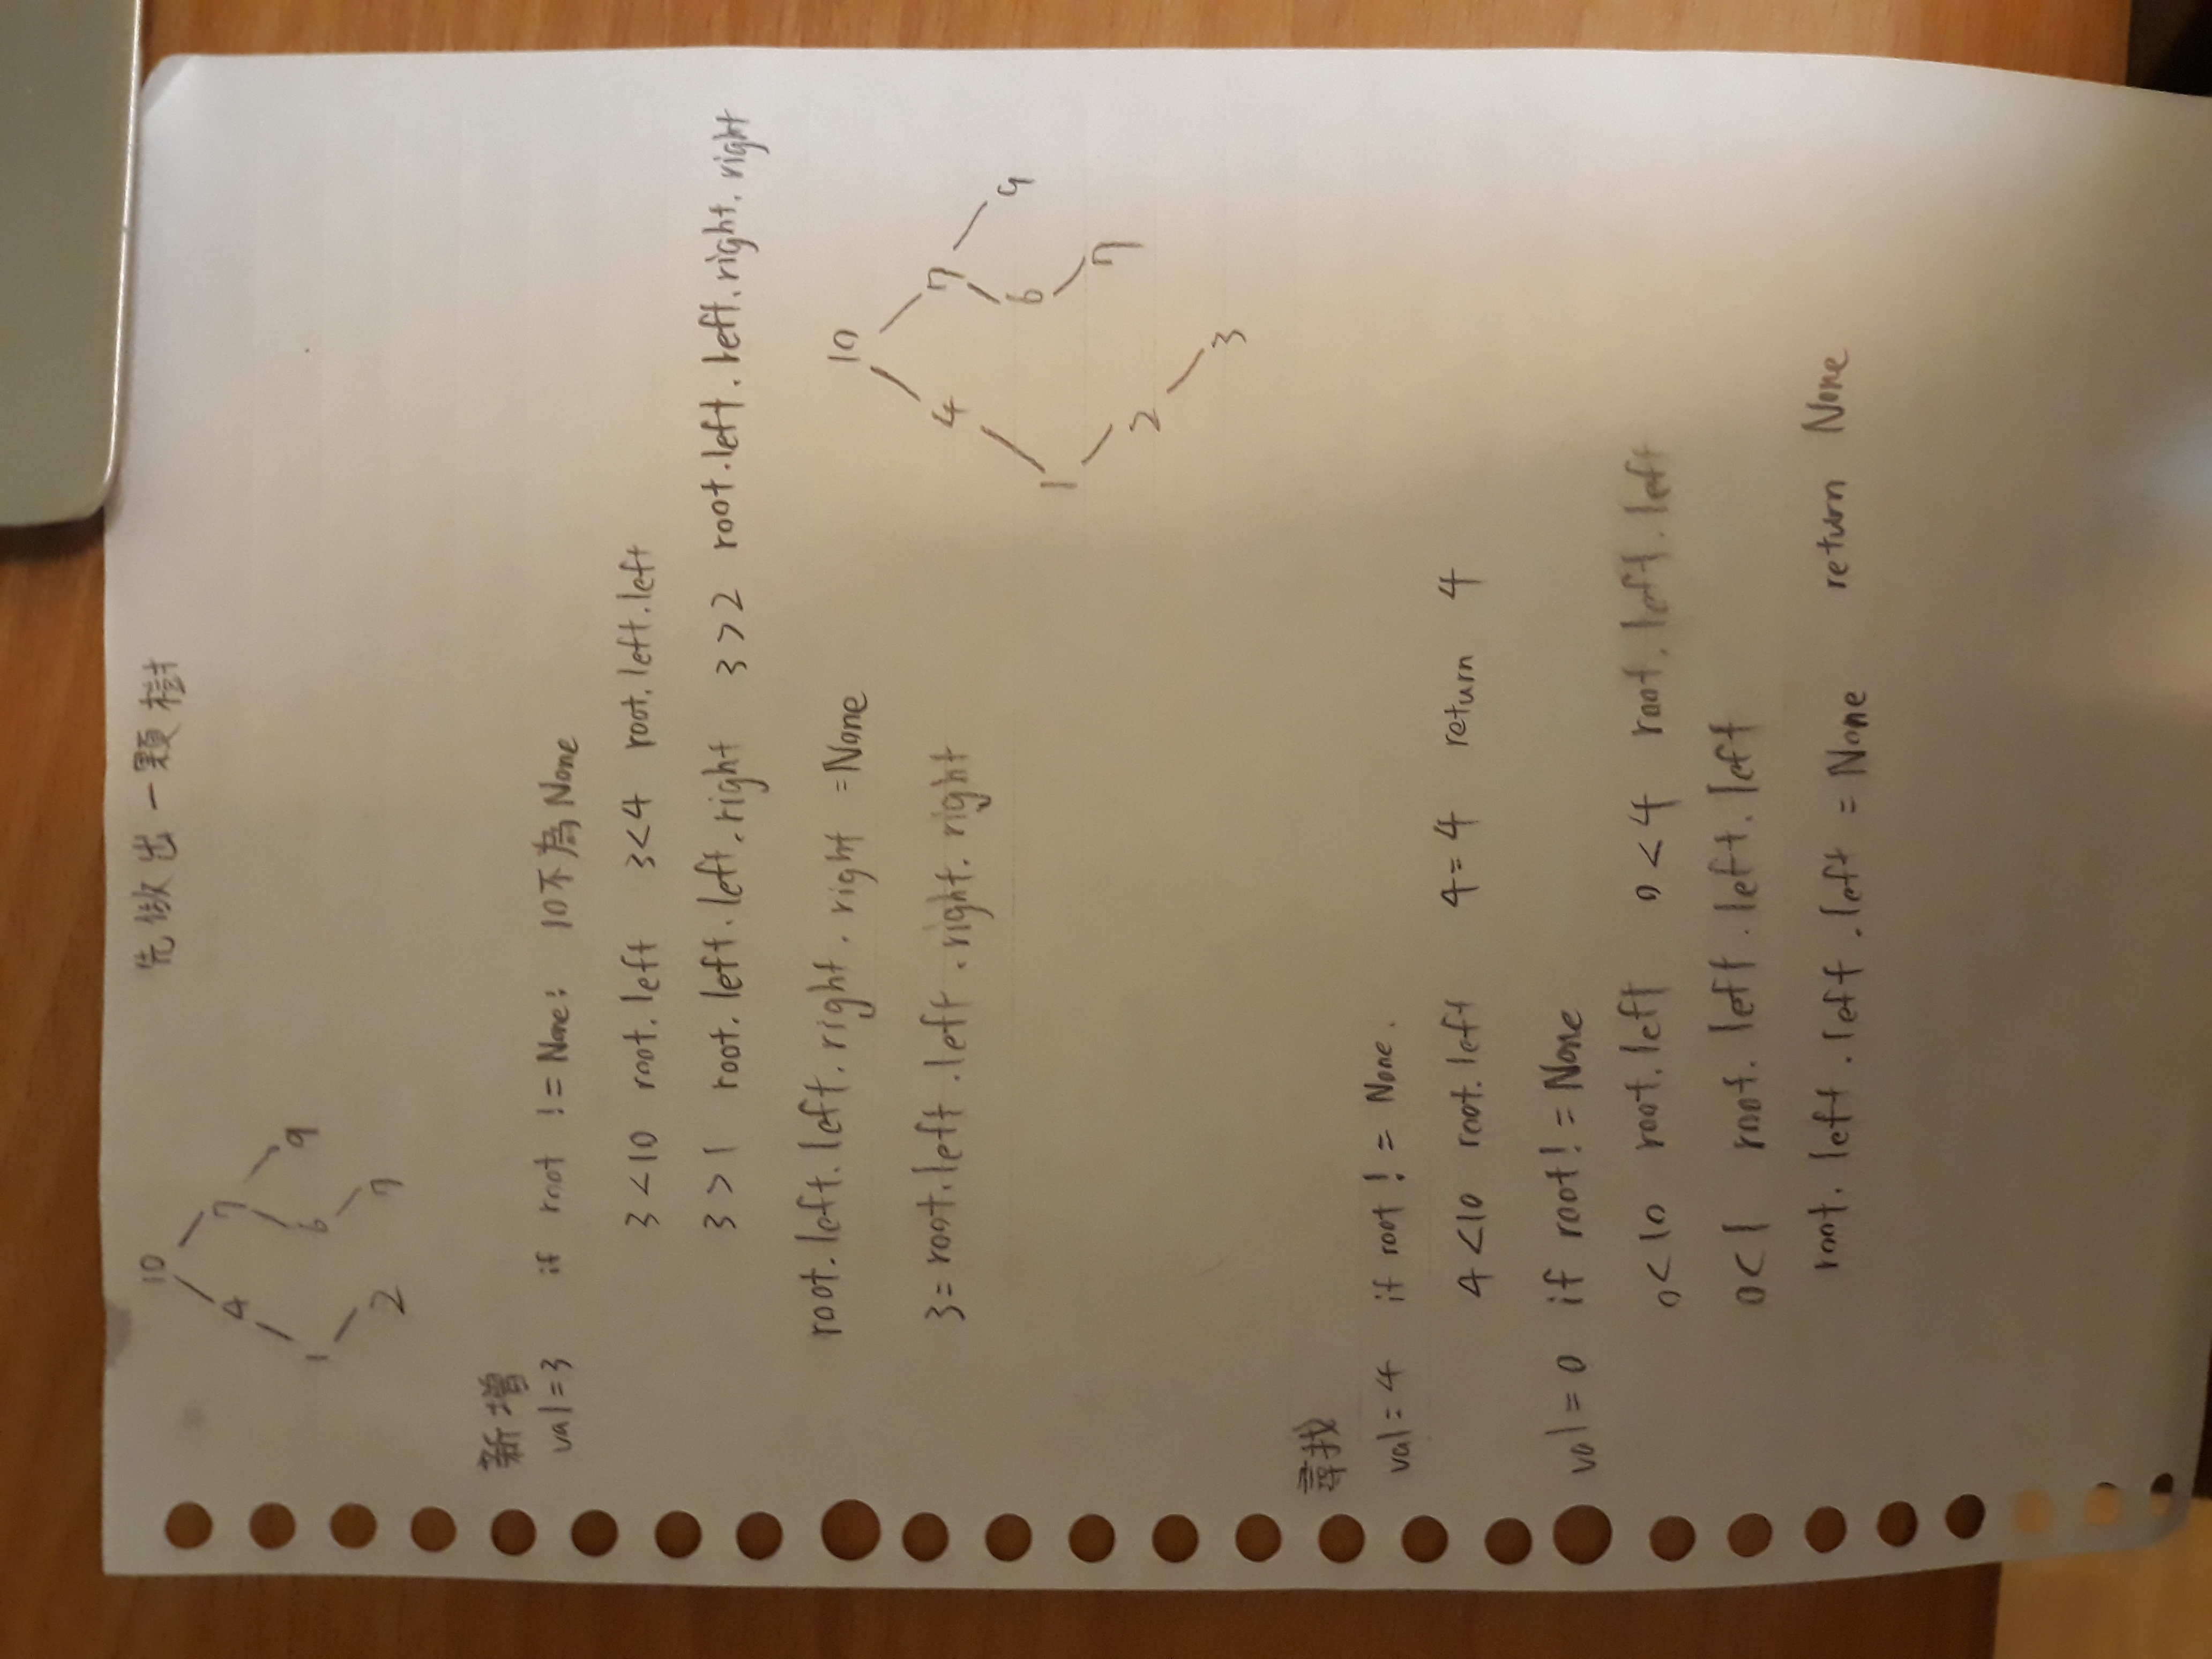 先做出一顆樹
10
4 7
1 6 9
2 7
新增
val=3 if root != None: 10不為None
3<10 root.left 3<4 root.left.left
3>1 root.left.left.right 3>2 root.left.left.right.right
root.left.left.right.right =None
3=root.left.left.right.right
10
4 7
6 9
1
7
2
3
尋找
val=4 if root != None.
4<10 root.left 4=4 return 4
val=0 if root!=None
0<10 root.left 0<4 root.left.left
0<1 root.left.left.left
root.left.left.left = None return None